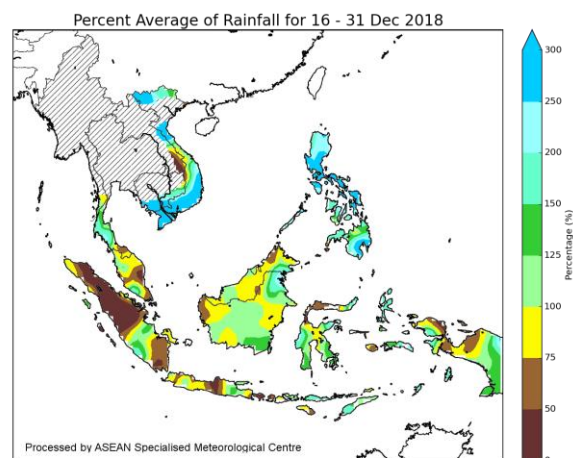 Percent Average of Rainfall for 16 - 31 Dec 2018
300
250
200
150
125
100
75
50
Percentage (%)
Processed by ASEAN Specialised Meteorological Centre